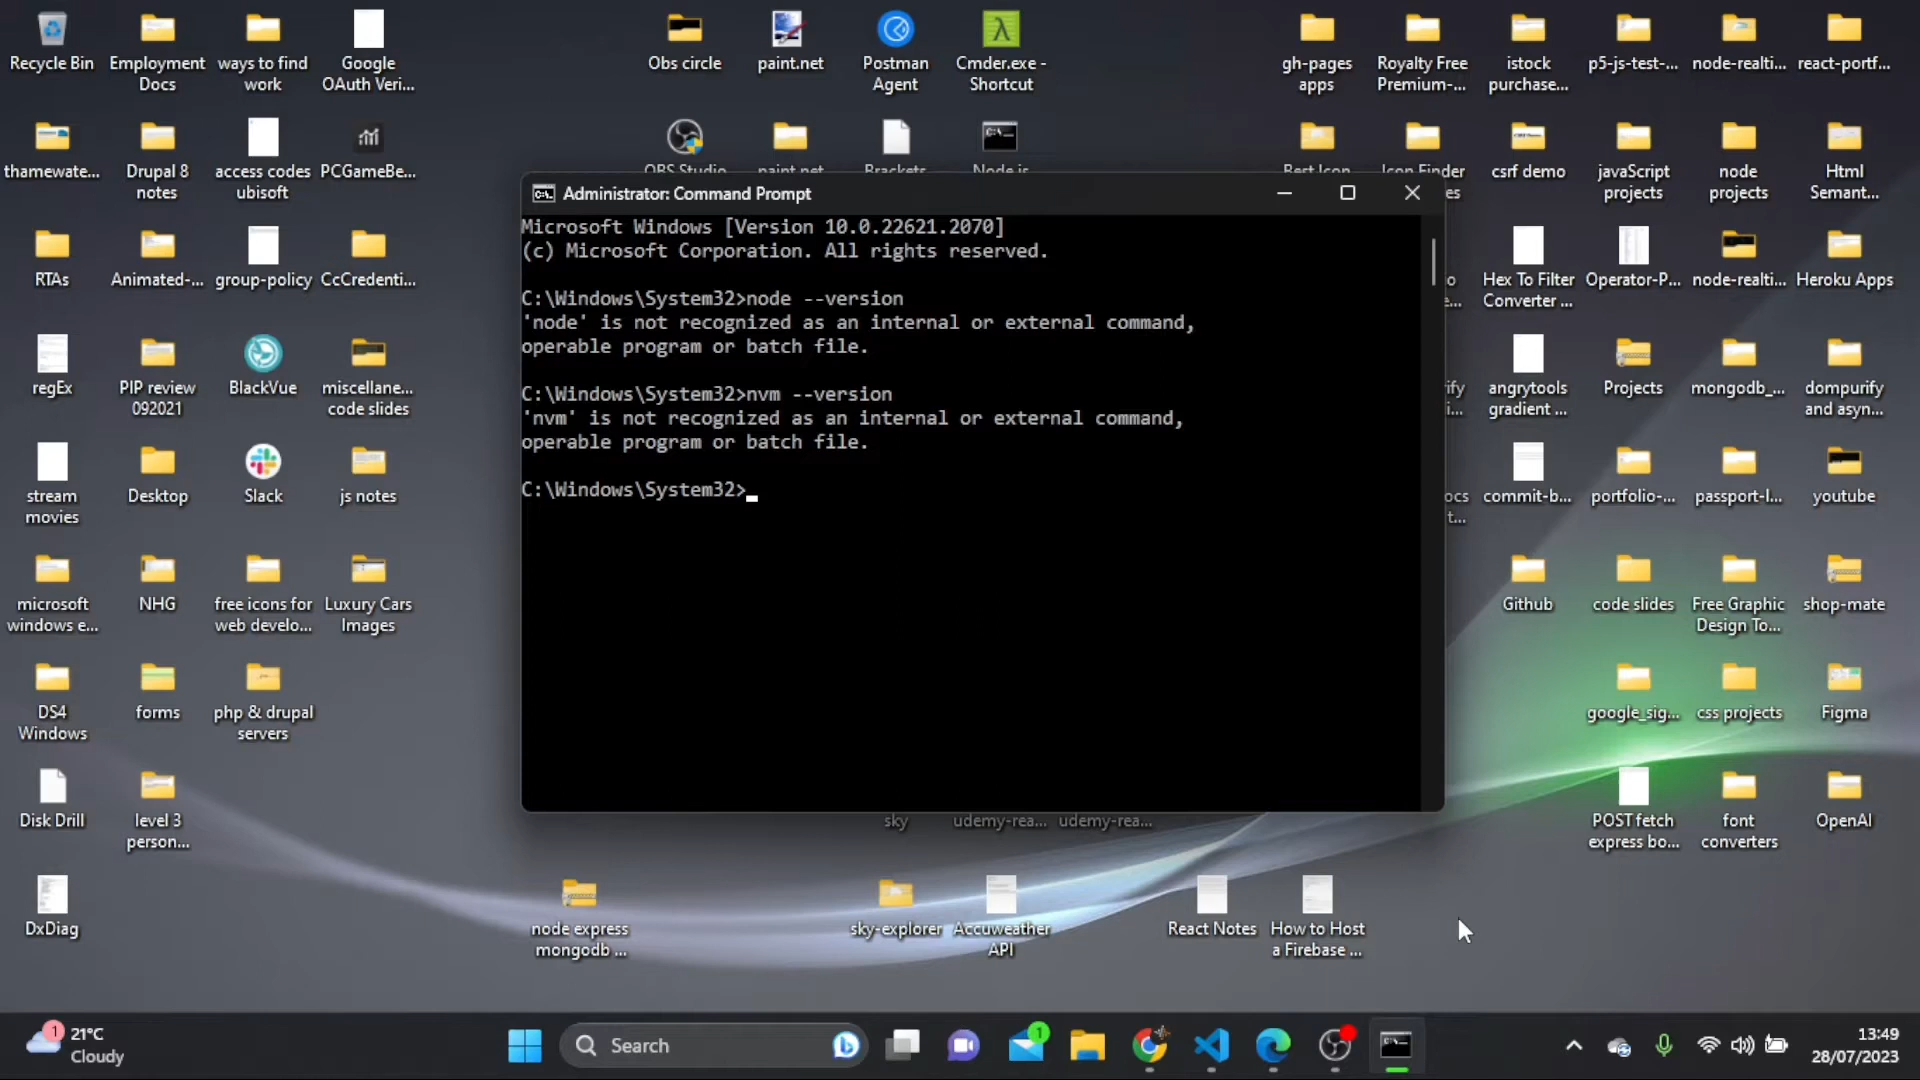 Recycle Bin
Employment
Docs
ways to find
work
Google
OAuth Veri...
Obs circle
paint.net
Postman
Agent
Cmder.exe -
Shortcut
gh-pages
apps
Royalty Free
Premium-...
istock
purchase...
p5-js-test-...
node-realti...
react-portf...
thamewate...
Drupal 8
notes
access codes
ubisoft
PCGameBe...
OBS Studio
paint.net
Brackets
Node.js
Icon Finder
csrf demo
javaScript
projects
node
projects
Html
Semant...
Administrator: Command Prompt
Microsoft Windows [Version 10.0.22621.2070]
(c) Microsoft Corporation. All rights reserved.
C:\Windows\System32>node --version
'node' is not recognized as an internal or external command,
operable program or batch file.
C:\Windows\System32>nvm --version
'nvm' is not recognized as an internal or external command,
operable program or batch file.
C:\Windows\System32>
RTAs
Animated-...
group-policy
CcCredenti...
Hex To Filter
Converter ...
Operator-P...
node-realti...
Heroku Apps
regEx
PIP review
092021
BlackVue
miscellane...
code slides
angrytools
gradient ...
Projects
mongodb_...
dompurify
and asyn...
stream
movies
Desktop
Slack
js notes
commit-b...
portfolio-...
passport-l...
youtube
microsoft
windows e...
NHG
free icons for
web develo...
Luxury Cars
Images
Github
code slides
Free Graphic
Design To...
shop-mate
DS4
Windows
forms
php & drupal
servers
google_sig...
css projects
Figma
Disk Drill
level 3
person...
sky
udemy-rea...
udemy-rea...
POST fetch
express bo...
font
converters
OpenAI
DxDiag
node express
mongodb ...
sky-explorer
Accuweather
API
React Notes
How to Host
a Firebase ...
1
21°C
Cloudy
Search
1
13:49
28/07/2023